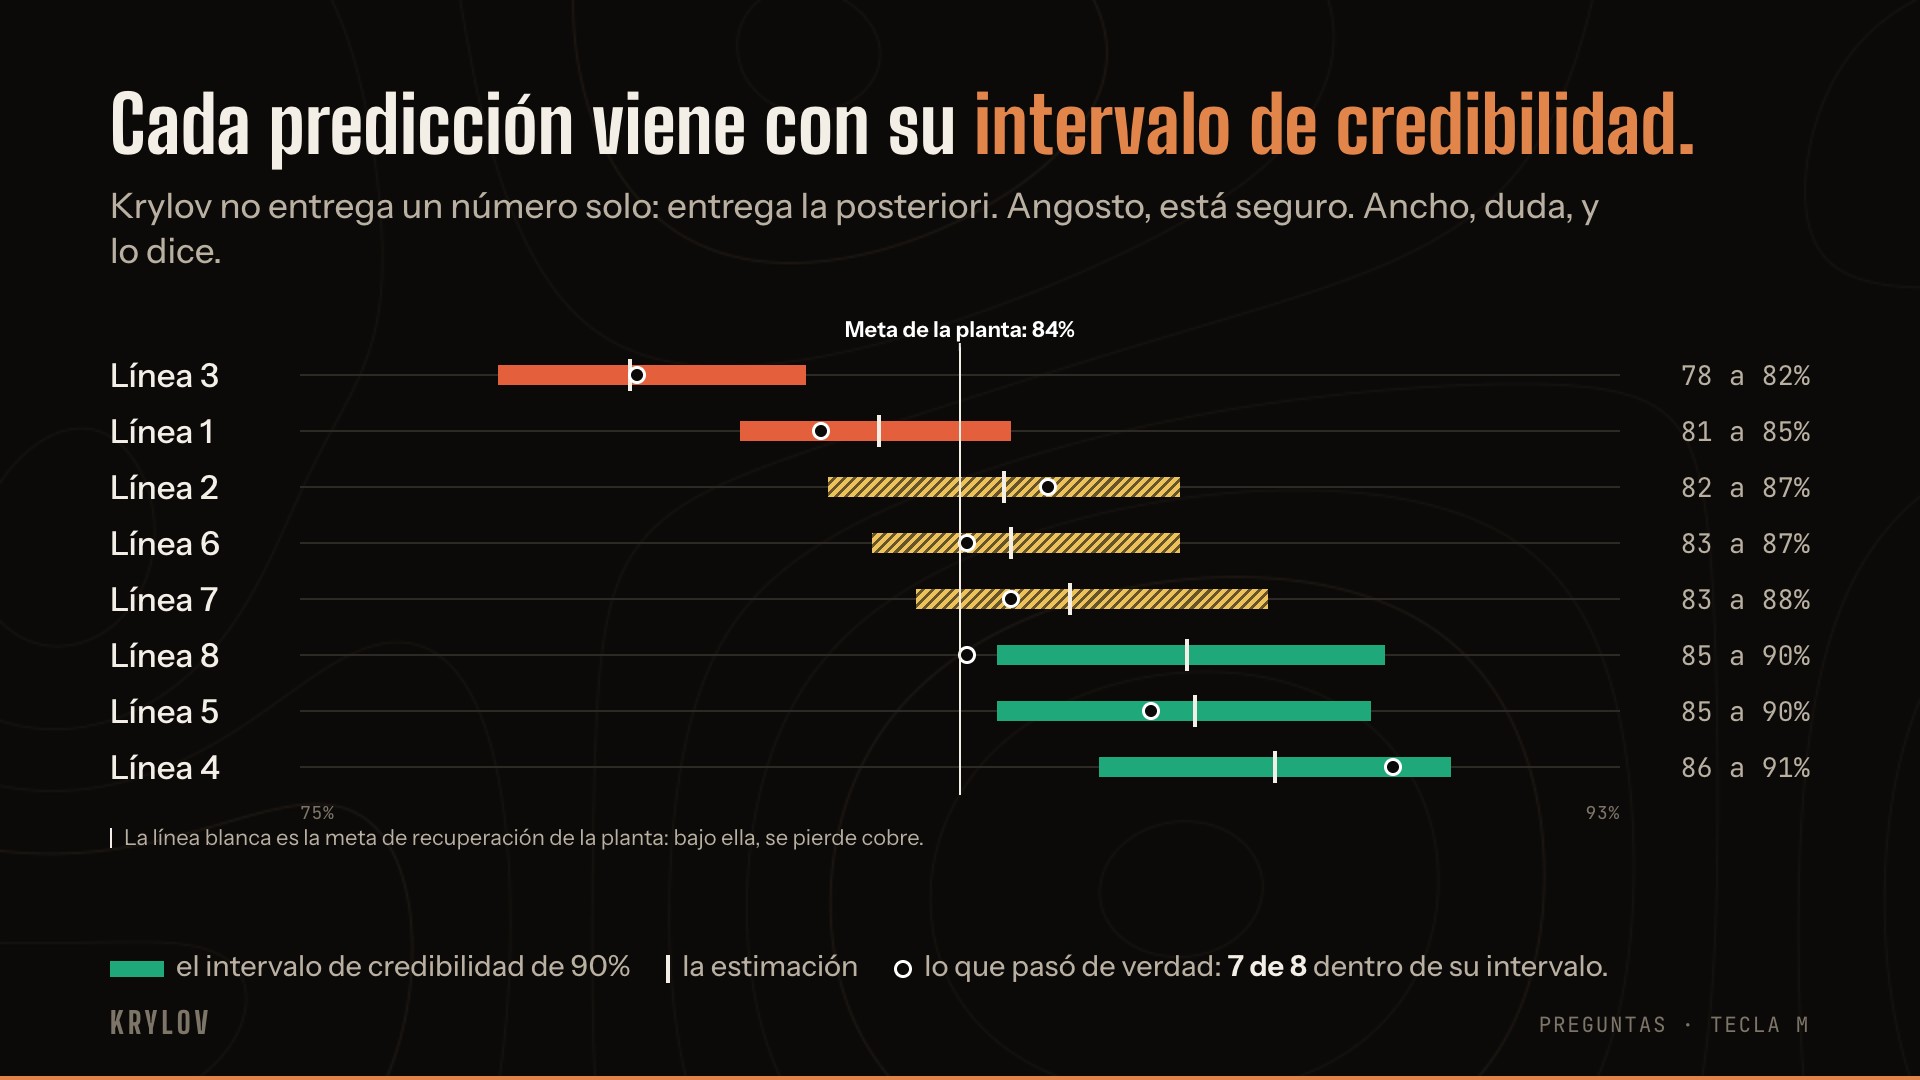 Cada predicción viene con su intervalo de credibilidad.
Krylov no entrega un número solo: entrega la posteriori. Angosto, está seguro. Ancho, duda, y
lo dice.
Meta de la planta: 84%
Línea 3 78 a 82%
Línea 1 81 a 85%
Línea 2 82 a 87%
Línea 6 83 a 87%
Línea 7 83 a 88%
Línea 8 85 a 90%
Línea 5 85 a 90%
Línea 4 86 a 91%
75% 93%
La línea blanca es la meta de recuperación de la planta: bajo ella, se pierde cobre.
el intervalo de credibilidad de 90% la estimación lo que pasó de verdad: 7 de 8 dentro de su intervalo.
KRYLOV PREGUNTAS · TECLA M